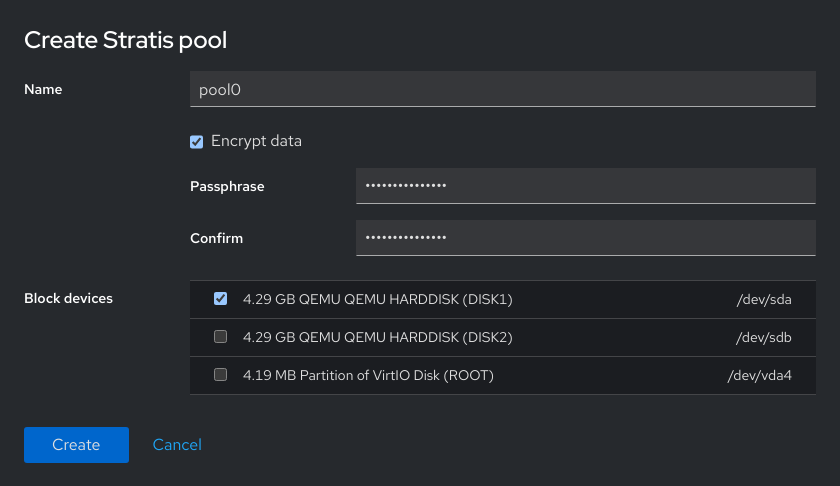 Create Stratis pool
Name pool0
Encrypt data
Passphrase •••••••••••••••
Confirm •••••••••••••••
Block devices 4.29 GB QEMU QEMU HARDDISK (DISK1) /dev/sda
4.29 GB QEMU QEMU HARDDISK (DISK2) /dev/sdb
4.19 MB Partition of VirtIO Disk (ROOT) /dev/vda4
Create Cancel